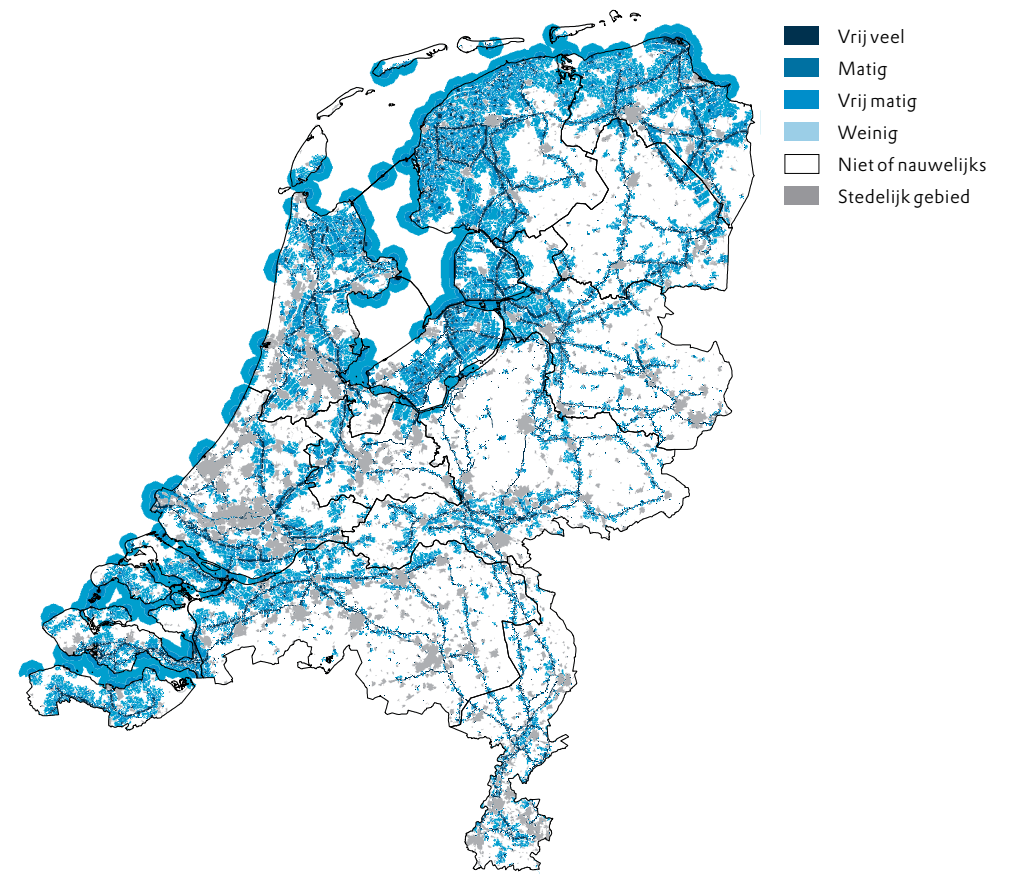 Vrij veel
Matig
Vrij matig
Weinig
Niet of nauwelijks
Stedelijk gebied